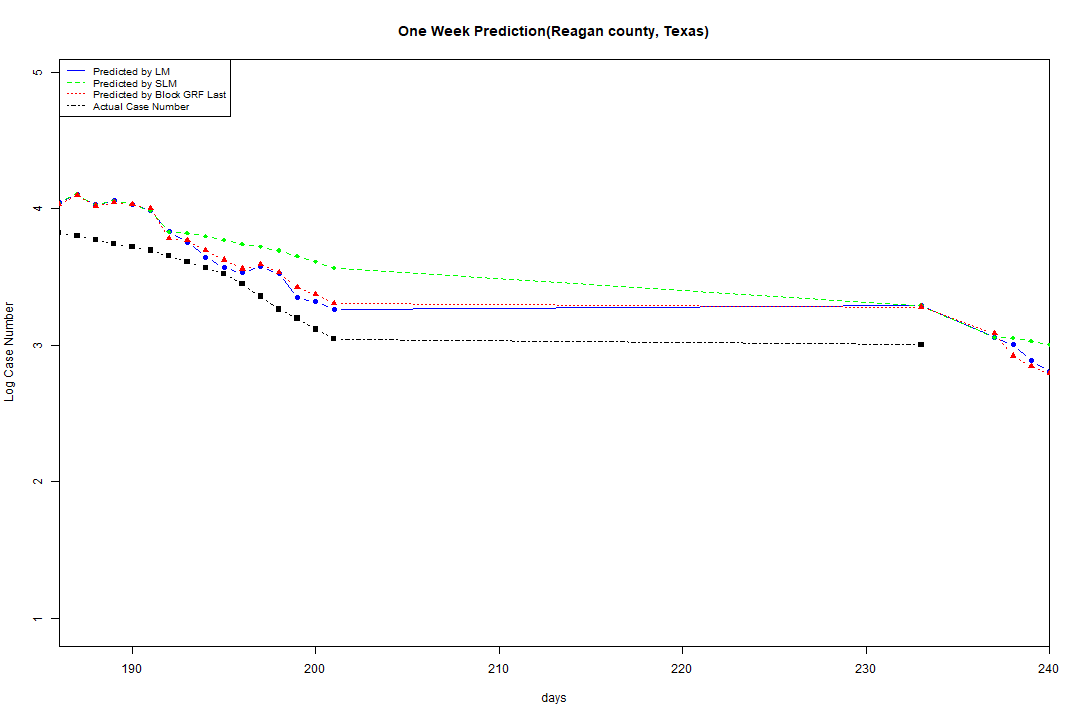 One Week Prediction(Reagan county, Texas)
Predicted by LM
Predicted by SLM
Predicted by Block GRF Last
Actual Case Number
5
4
3
2
1
Log Case Number
190 200 210 220 230 240
days